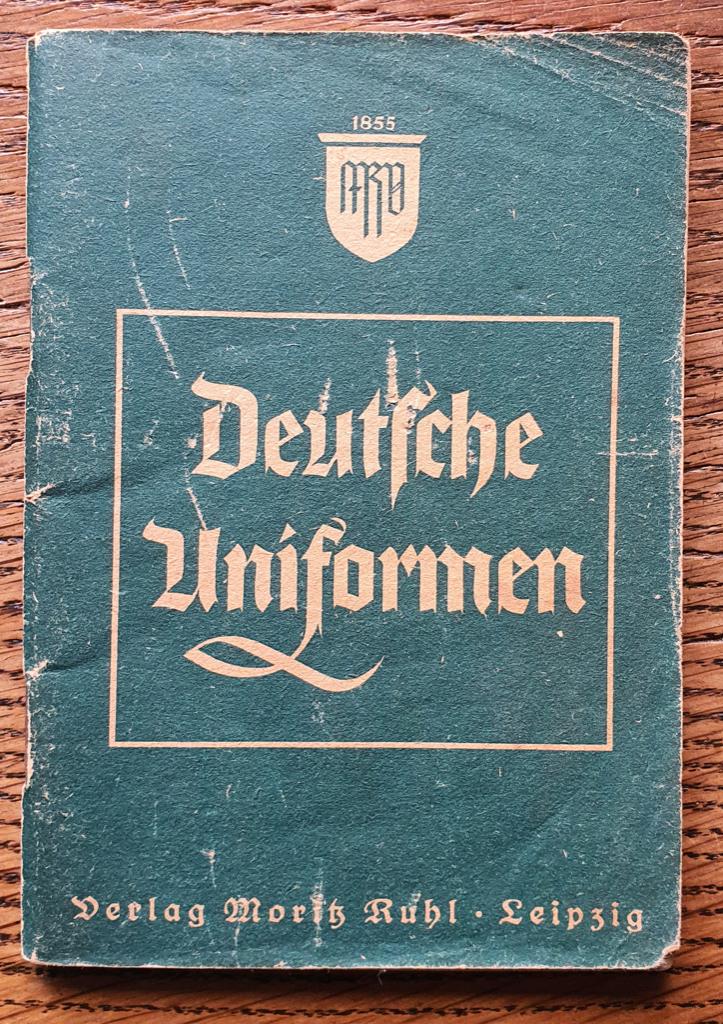 1855
Deutſche
Uniformen
Verlag Moritz Ruhl · Leipzig